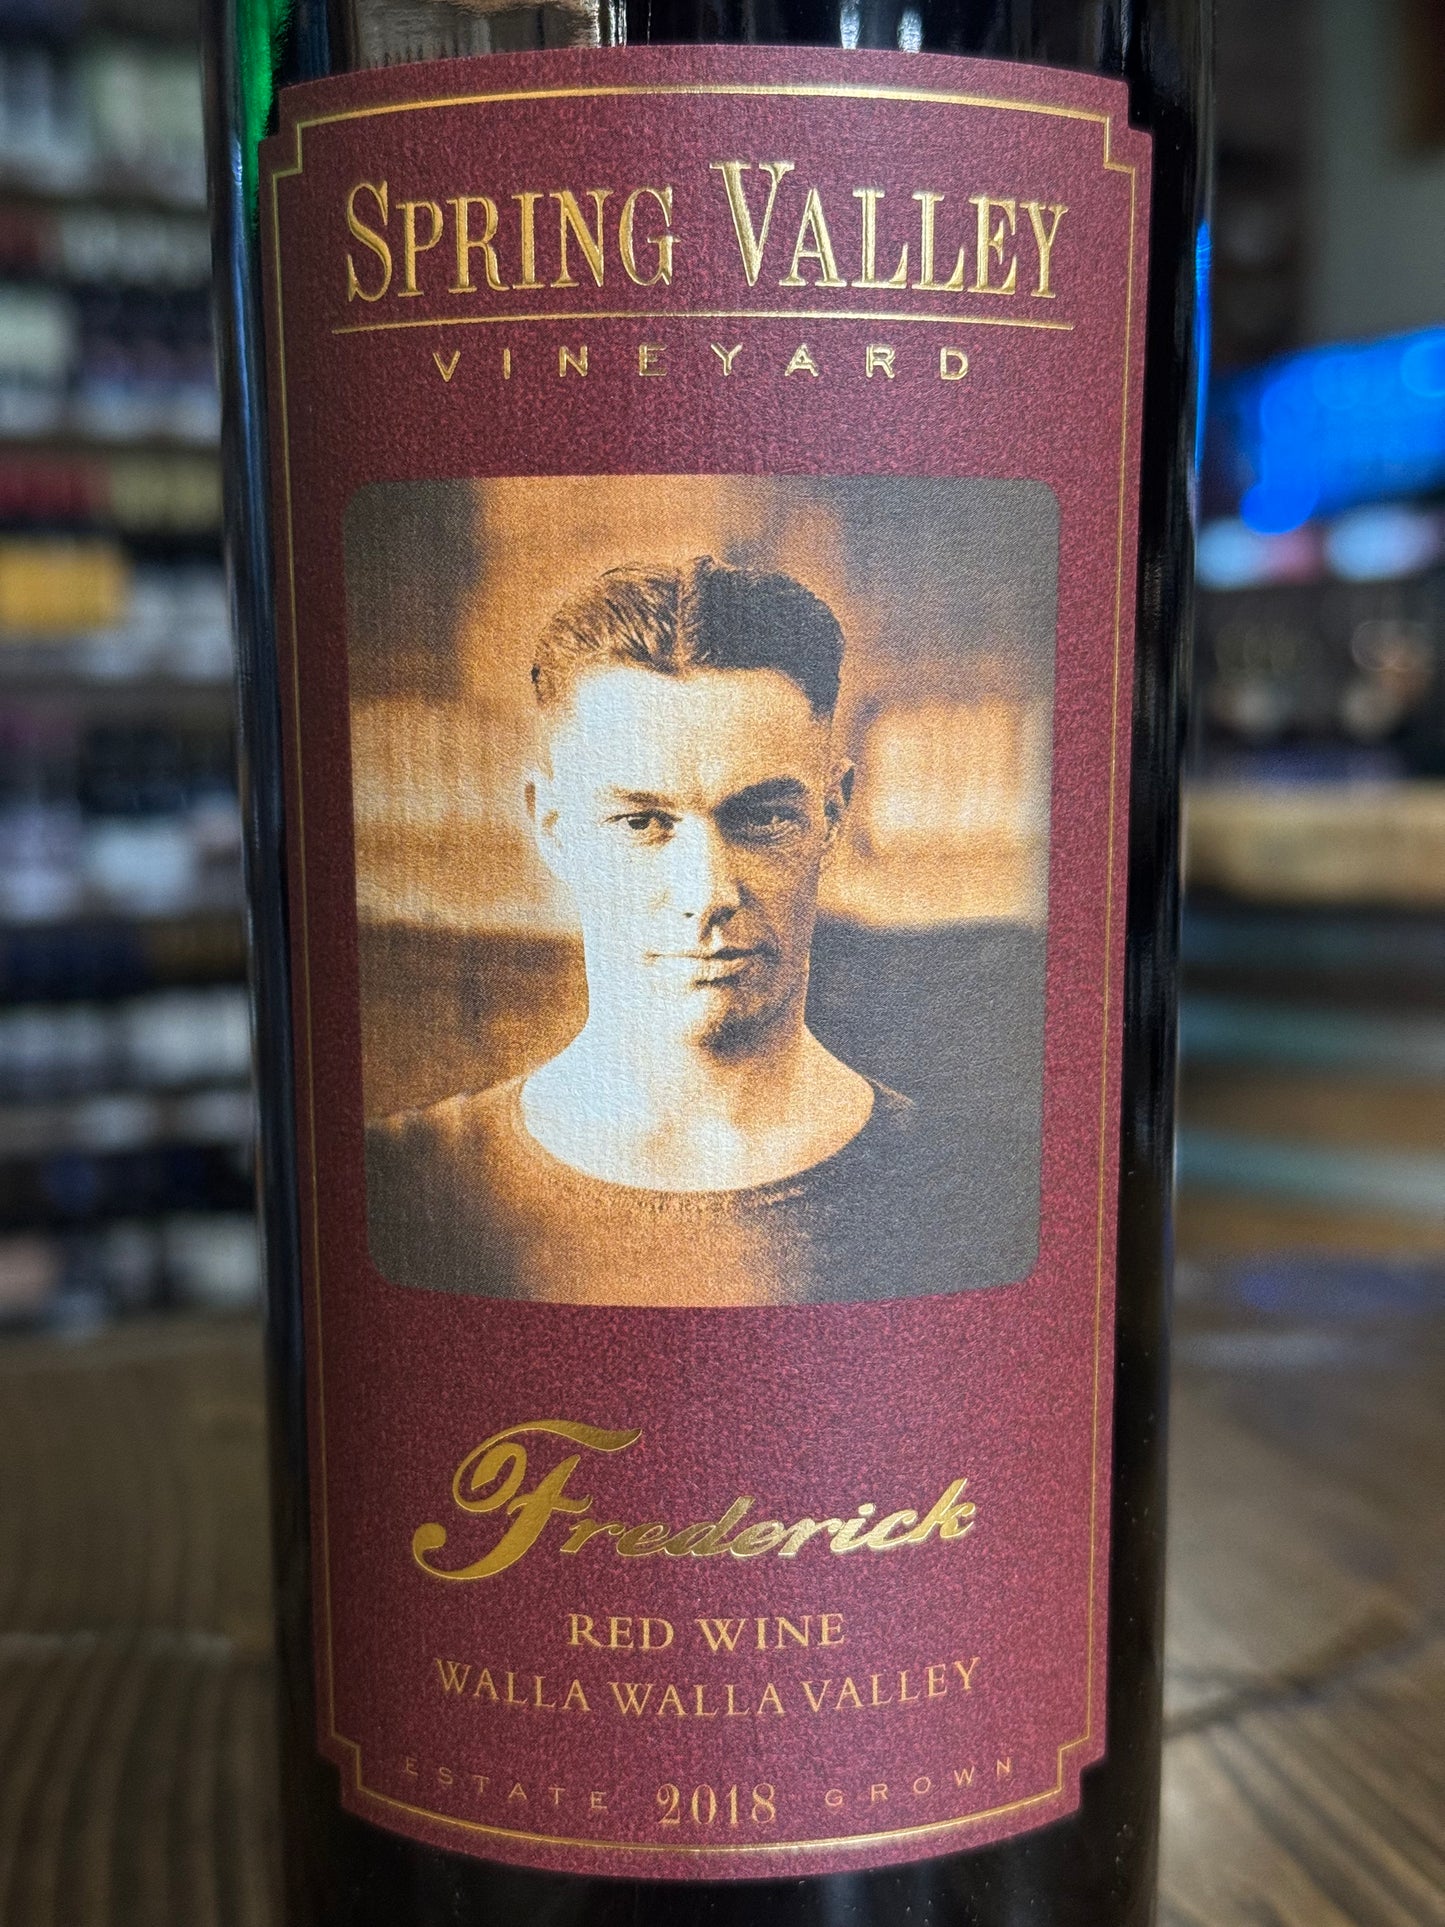 SPRING VALLEY
VINEYARD
Frederick
RED WINE
WALLA WALLA VALLEY
ESTATE 2018 GROWN